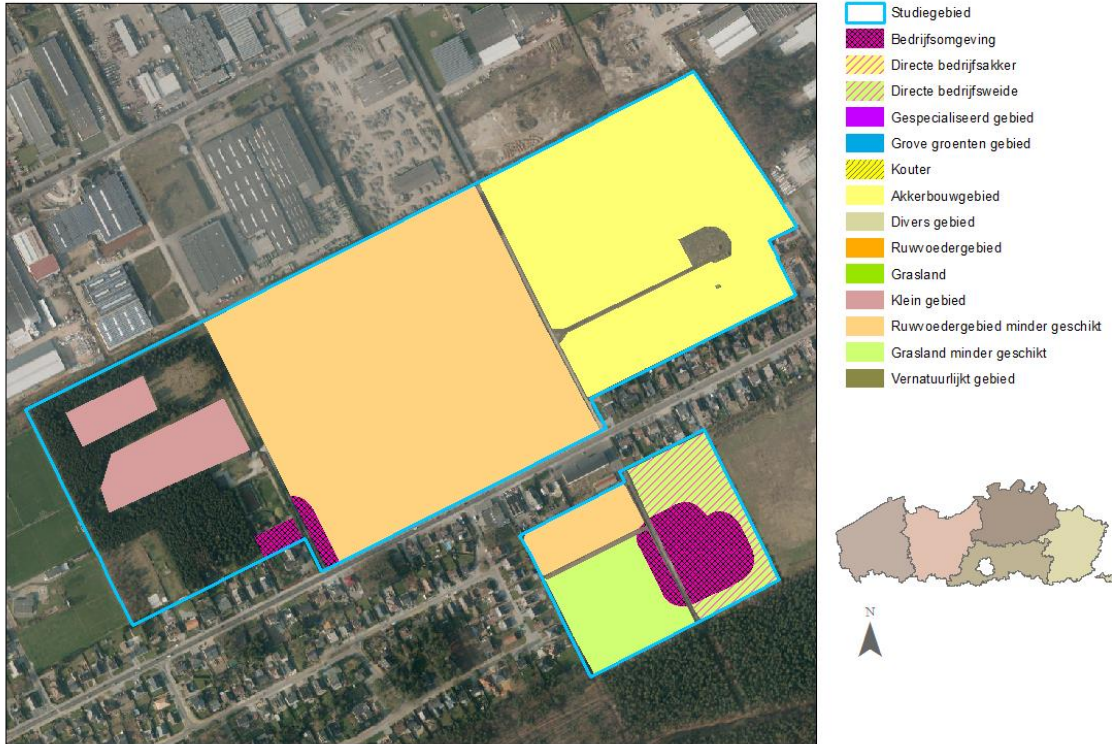 Studiegebied
Bedrijfsomgeving
Directe bedrijfsakker
Directe bedrijfsweide
Gespecialiseerd gebied
Grove groenten gebied
Kouter
Akkerbouwgebied
Divers gebied
Ruwvoedergebied
Grasland
Klein gebied
Ruwvoedergebied minder geschikt
Grasland minder geschikt
Vernatuurlijkt gebied
N